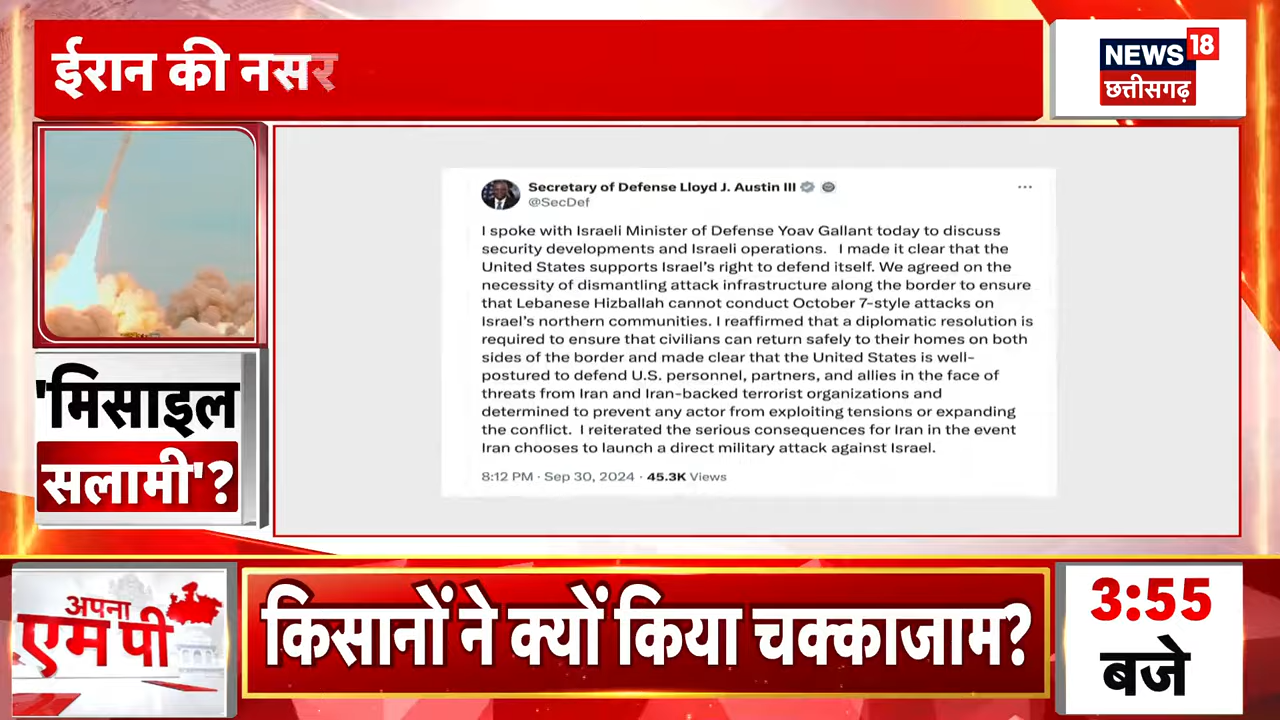 ईरान की नसर
NEWS 18
छत्तीसगढ़
Secretary of Defense Lloyd J. Austin III
@SecDef
I spoke with Israeli Minister of Defense Yoav Gallant today to discuss
security developments and Israeli operations. I made it clear that the
United States supports Israel's right to defend itself. We agreed on the
necessity of dismantling attack infrastructure along the border to ensure
that Lebanese Hizballah cannot conduct October 7-style attacks on
Israel's northern communities. I reaffirmed that a diplomatic resolution is
required to ensure that civilians can return safely to their homes on both
sides of the border and made clear that the United States is well-
postured to defend U.S. personnel, partners, and allies in the face of
threats from Iran and Iran-backed terrorist organizations and
determined to prevent any actor from exploiting tensions or expanding
the conflict. I reiterated the serious consequences for Iran in the event
Iran chooses to launch a direct military attack against Israel.
8:12 PM · Sep 30, 2024 · 45.3K Views
'मिसाइल
सलामी'?
अपना
एमपी
किसानों ने क्यों किया चक्काजाम?
3:55
बजे